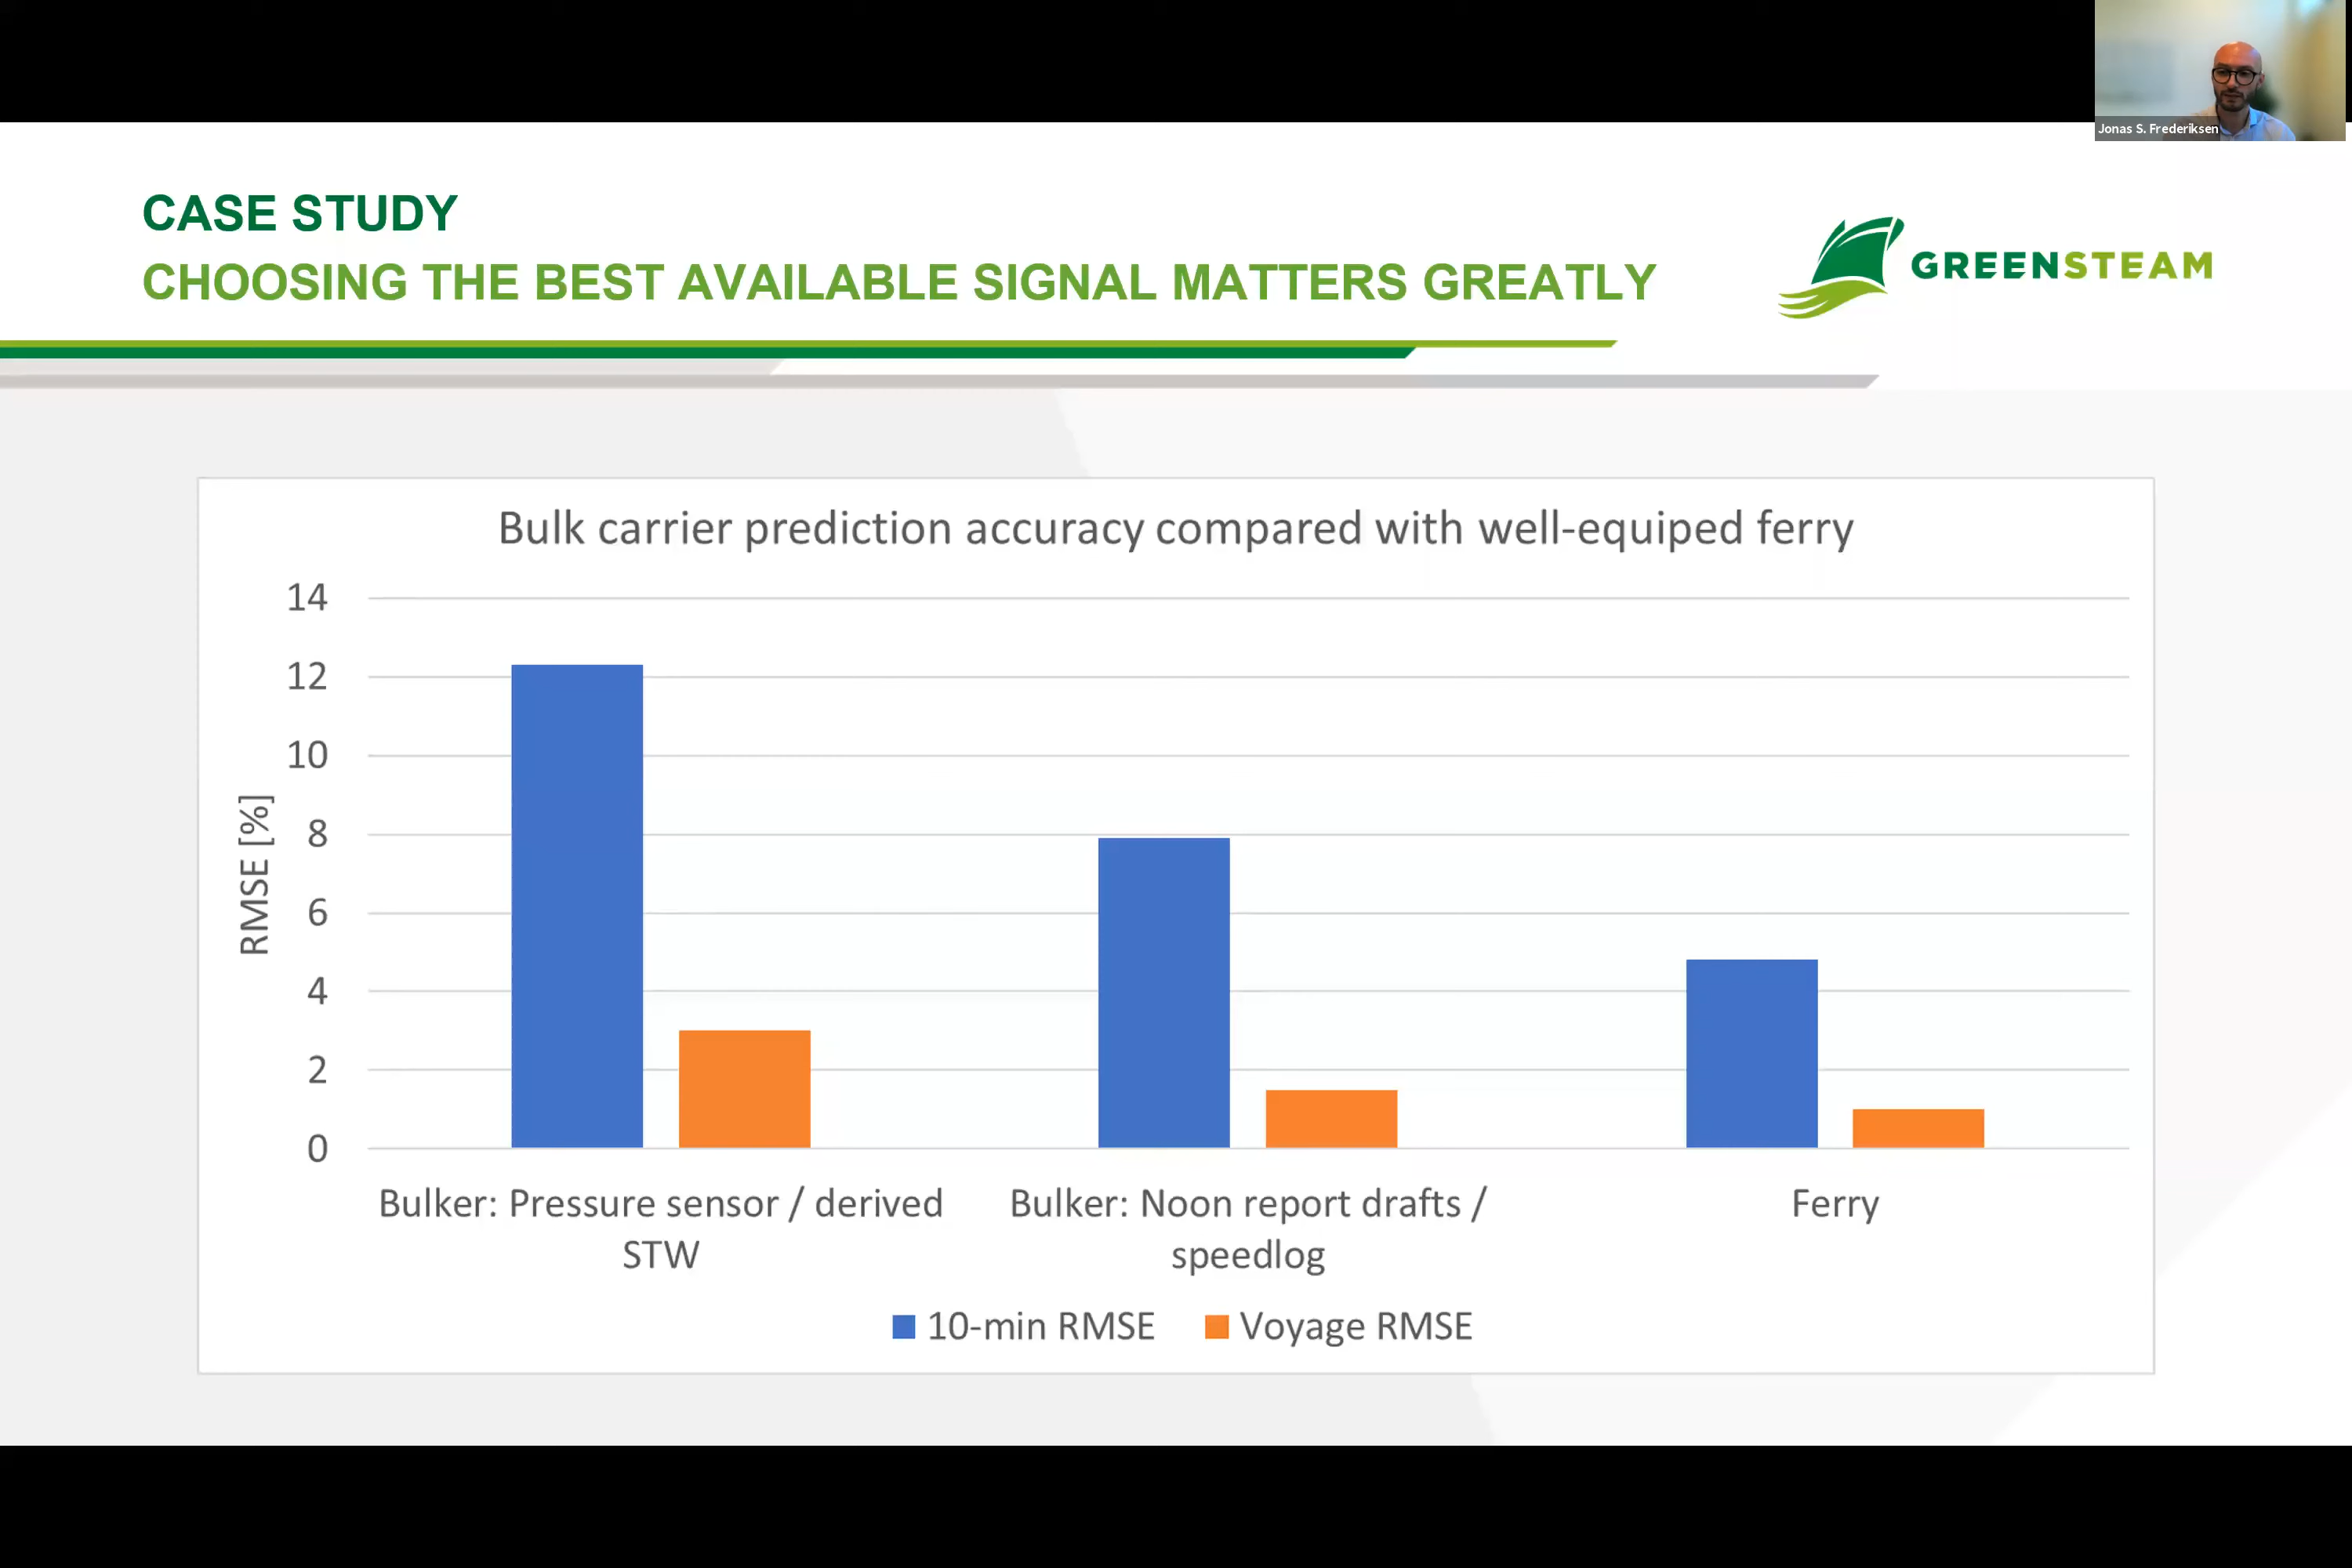 Jonas S. Frederiksen
CASE STUDY
CHOOSING THE BEST AVAILABLE SIGNAL MATTERS GREATLY
GREENSTEAM
Bulk carrier prediction accuracy compared with well-equiped ferry
14
12
10
8
6
4
2
0
RMSE [%]
Bulker: Pressure sensor / derived
STW
Bulker: Noon report drafts /
speedlog
Ferry
10-min RMSE
Voyage RMSE